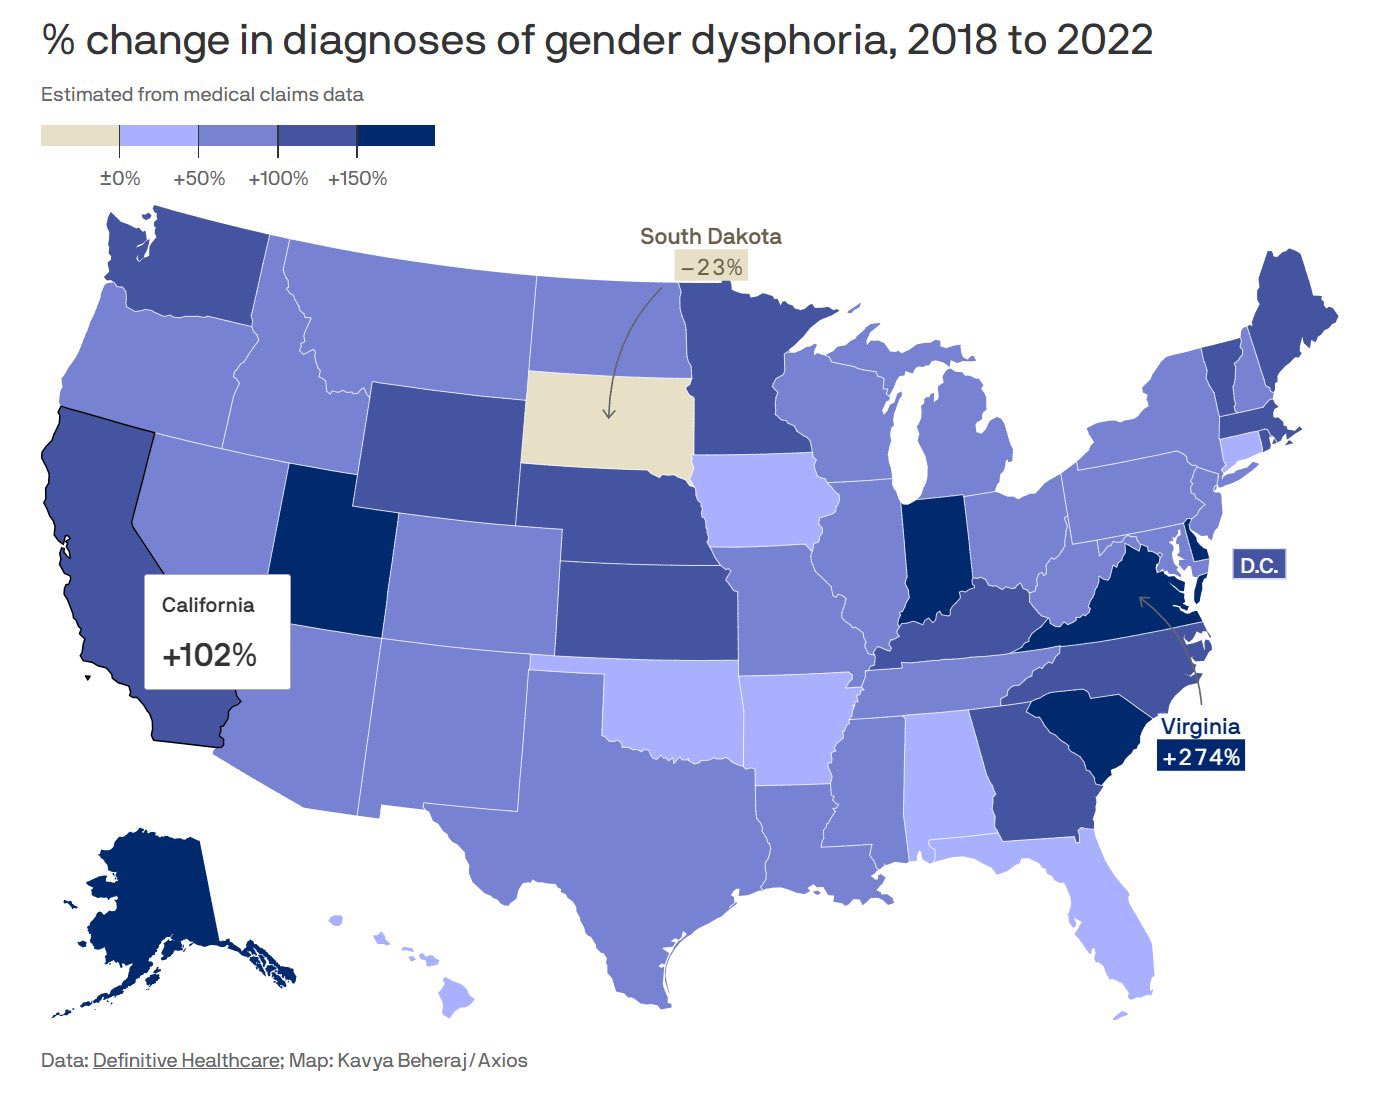 % change in diagnoses of gender dysphoria, 2018 to 2022
Estimated from medical claims data
±0% +50% +100% +150%
South Dakota
−23%
D.C.
California
+102%
Virginia
+274%
Data: Definitive Healthcare; Map: Kavya Beheraj/Axios